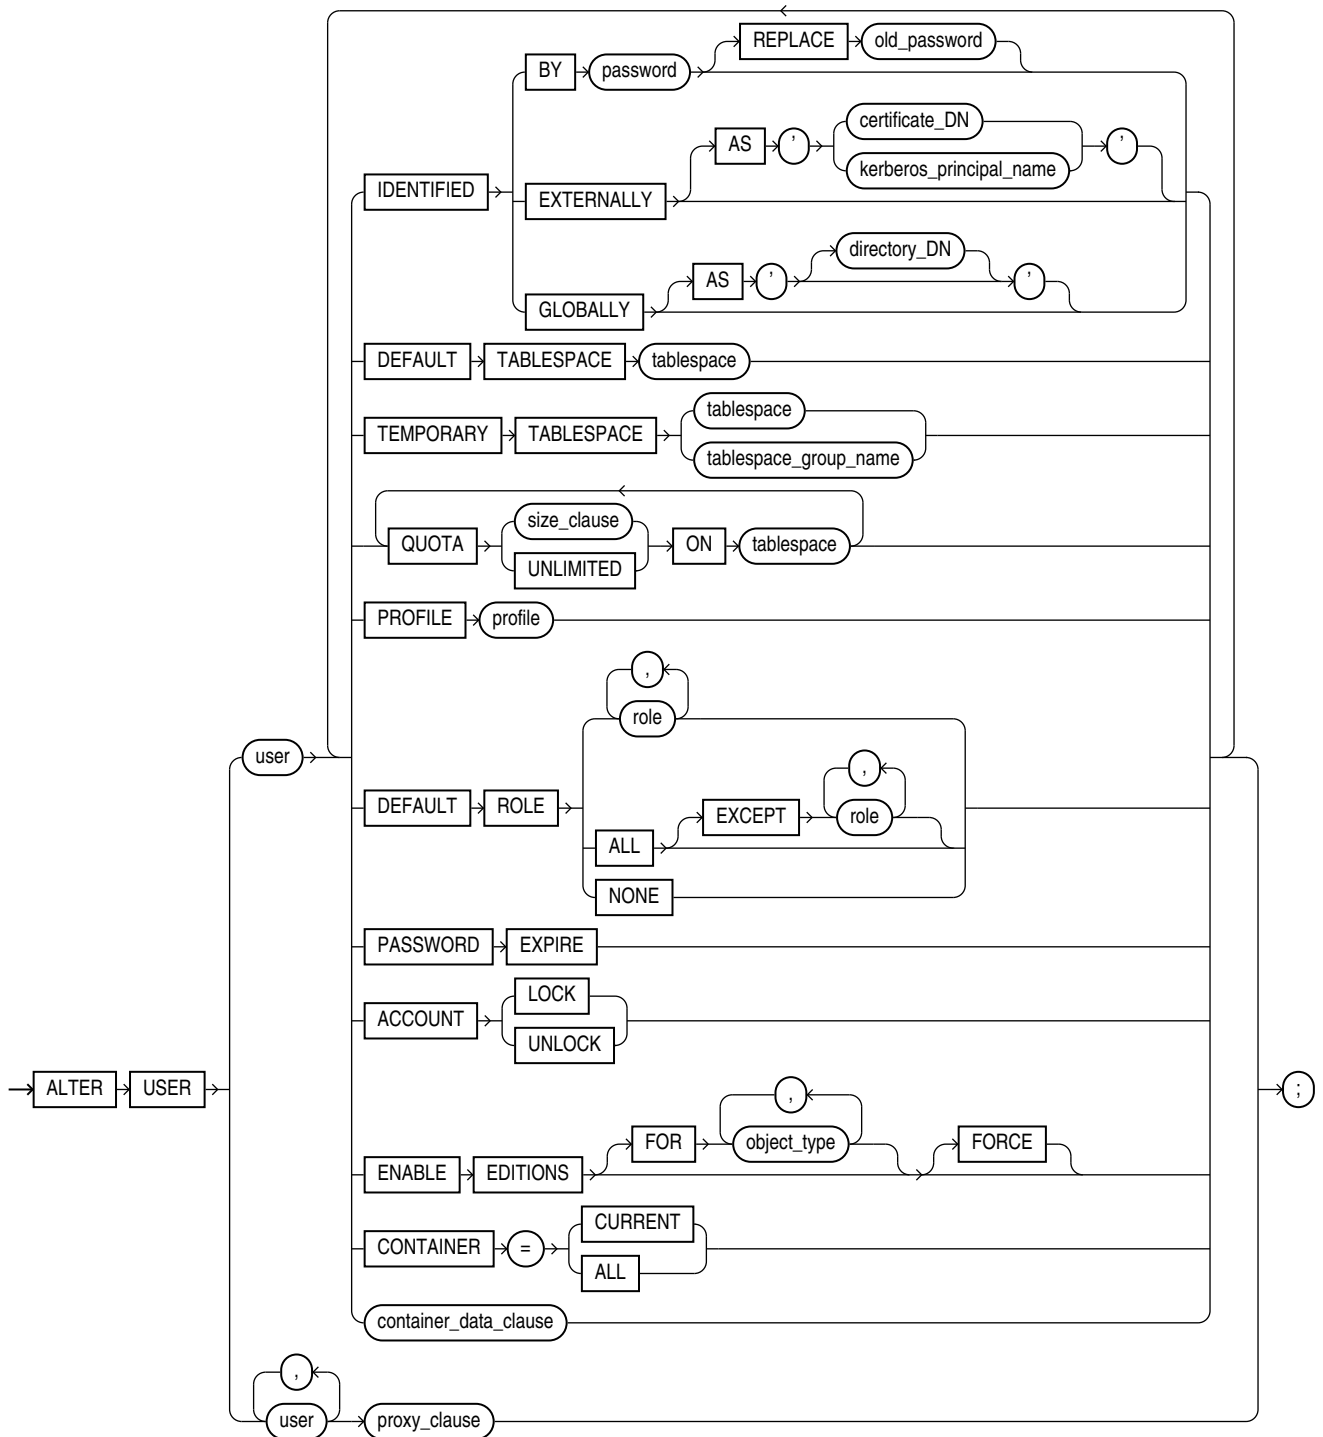 REPLACE old_password
BY password
certificate_DN
AS ' '
kerberos_principal_name
IDENTIFIED
EXTERNALLY
directory_DN
AS ' '
GLOBALLY
DEFAULT TABLESPACE tablespace
tablespace
TEMPORARY TABLESPACE
tablespace_group_name
size_clause
QUOTA ON tablespace
UNLIMITED
PROFILE profile
,
role
user
,
DEFAULT ROLE EXCEPT role
ALL
NONE
PASSWORD EXPIRE
LOCK
ACCOUNT
UNLOCK
ALTER USER ;
,
FOR object_type FORCE
ENABLE EDITIONS
CURRENT
CONTAINER =
ALL
container_data_clause
,
user proxy_clause